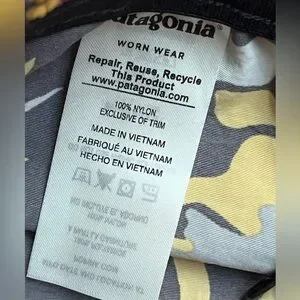 patagonia®
WORN WEAR
Repair, Reuse, Recycle
This Product
www.patagonia.com
100% NYLON
EXCLUSIVE OF TRIM
MADE IN VIETNAM
FABRIQUÉ AU VIETNAM
HECHO EN VIETNAM